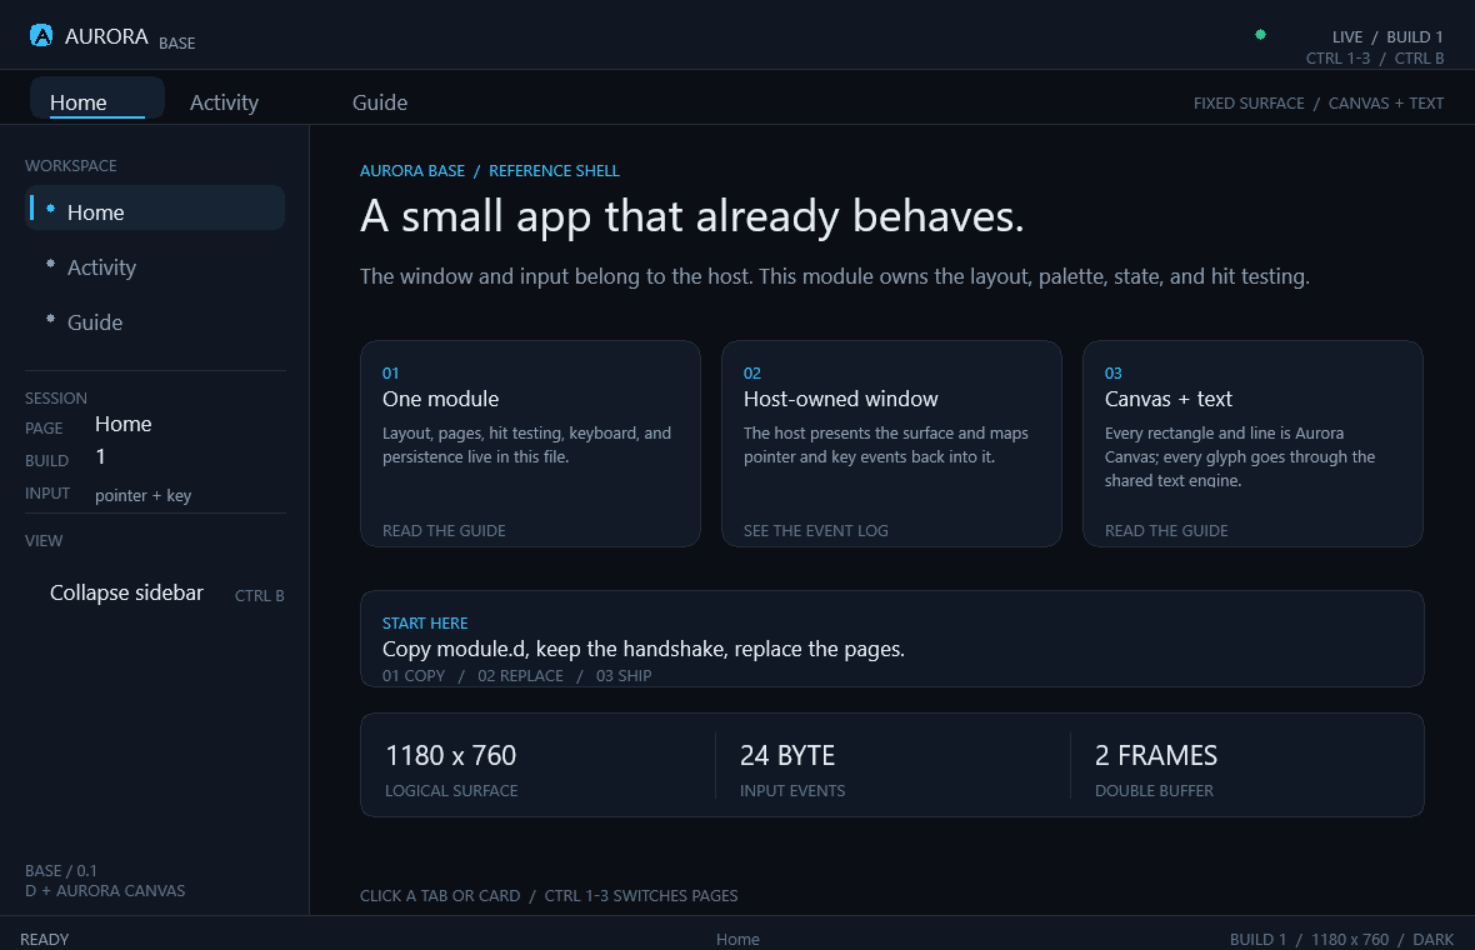 AURORA BASE
LIVE / BUILD 1
CTRL 1-3 / CTRL B
Home Activity Guide
FIXED SURFACE / CANVAS + TEXT
WORKSPACE
Home
Activity
Guide
SESSION
PAGE Home
BUILD 1
INPUT pointer + key
VIEW
Collapse sidebar CTRL B
BASE / 0.1
D + AURORA CANVAS
AURORA BASE / REFERENCE SHELL
A small app that already behaves.
The window and input belong to the host. This module owns the layout, palette, state, and hit testing.
01
One module
Layout, pages, hit testing, keyboard, and
persistence live in this file.
READ THE GUIDE
02
Host-owned window
The host presents the surface and maps
pointer and key events back into it.
SEE THE EVENT LOG
03
Canvas + text
Every rectangle and line is Aurora
Canvas; every glyph goes through the
shared text engine.
READ THE GUIDE
START HERE
Copy module.d, keep the handshake, replace the pages.
01 COPY / 02 REPLACE / 03 SHIP
1180 x 760
LOGICAL SURFACE
24 BYTE
INPUT EVENTS
2 FRAMES
DOUBLE BUFFER
CLICK A TAB OR CARD / CTRL 1-3 SWITCHES PAGES
READY
Home
BUILD 1 / 1180 x 760 / DARK